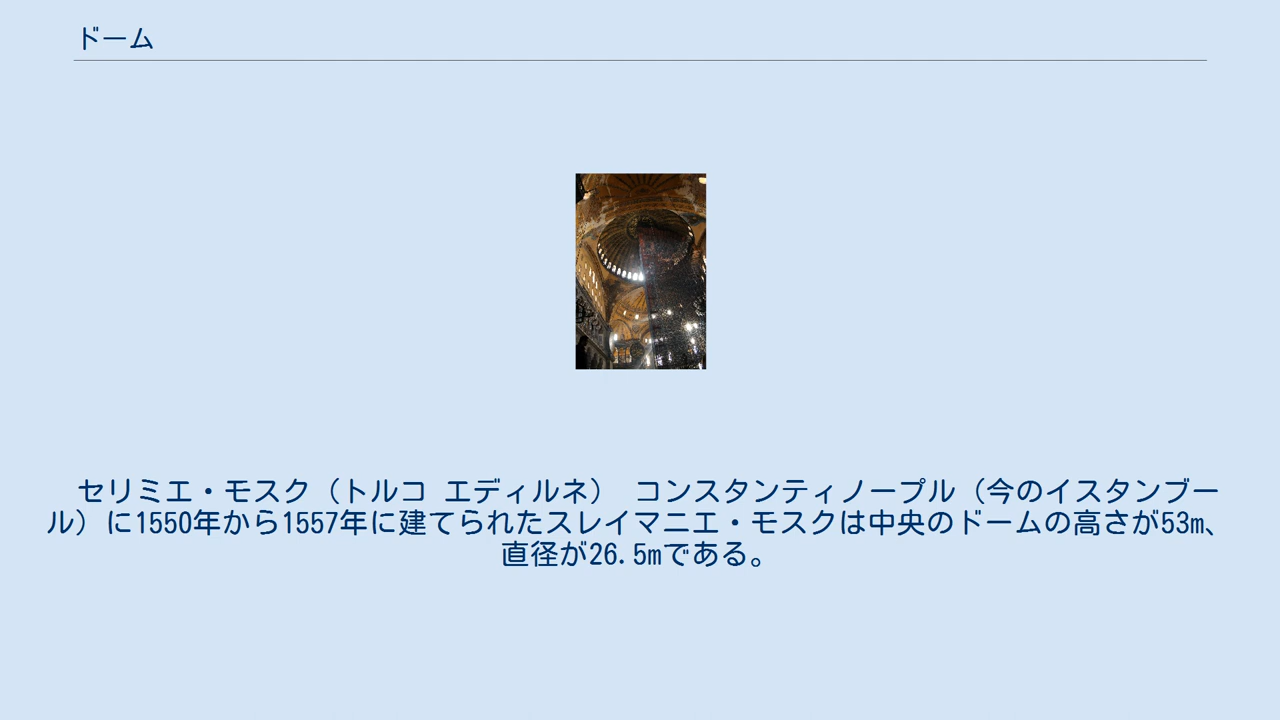 ドーム
セリミエ・モスク（トルコ エディルネ） コンスタンティノープル（今のイスタンブー
ル）に1550年から1557年に建てられたスレイマニエ・モスクは中央のドームの高さが53m、
直径が26.5mである。